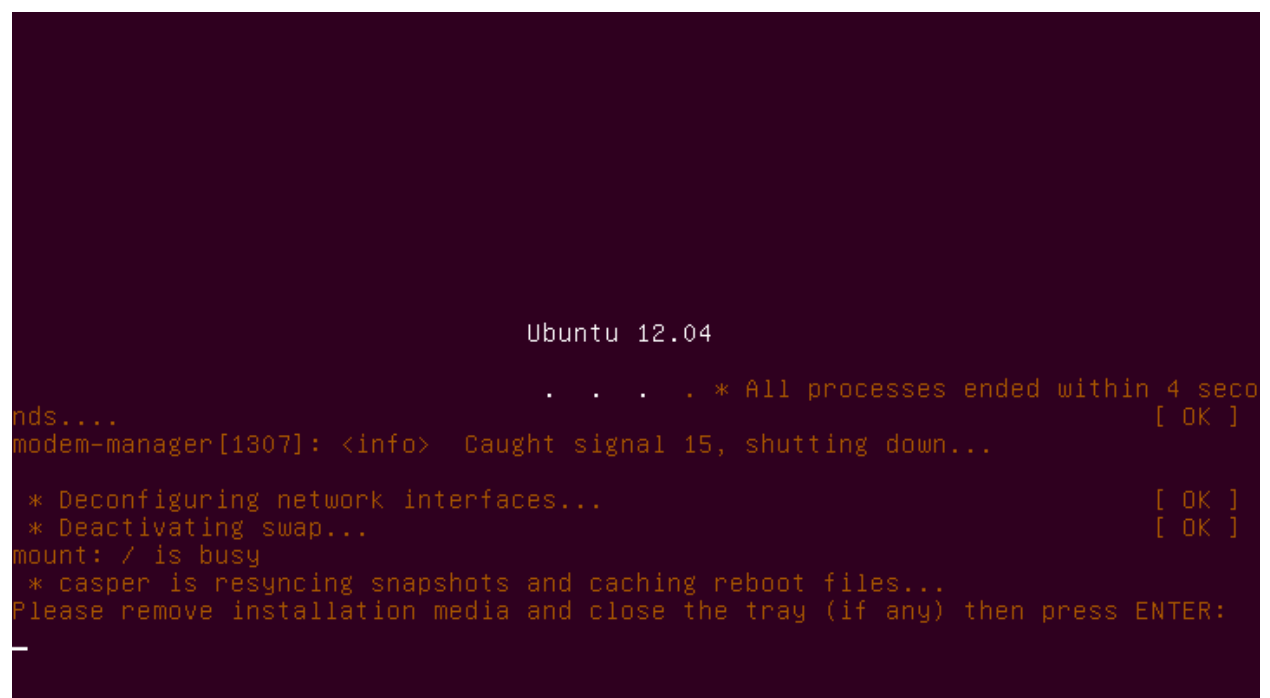 Ubuntu 12.04
. . . . * All processes ended within 4 seco
nds.... [ OK ]
modem-manager[1307]: <info>  Caught signal 15, shutting down...
* Deconfiguring network interfaces... [ OK ]
* Deactivating swap... [ OK ]
mount: / is busy
* casper is resyncing snapshots and caching reboot files...
Please remove installation media and close the tray (if any) then press ENTER: